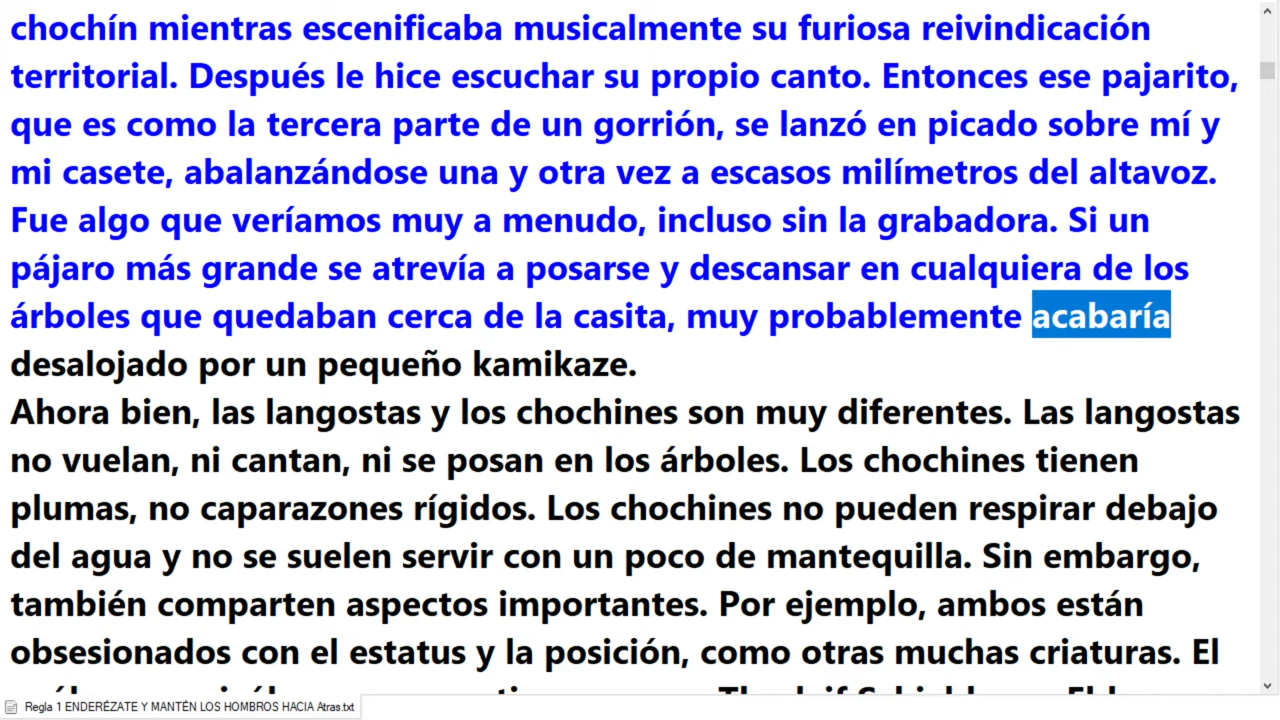 chochín mientras escenificaba musicalmente su furiosa reivindicación
territorial. Después le hice escuchar su propio canto. Entonces ese pajarito,
que es como la tercera parte de un gorrión, se lanzó en picado sobre mí y
mi casete, abalanzándose una y otra vez a escasos milímetros del altavoz.
Fue algo que veríamos muy a menudo, incluso sin la grabadora. Si un
pájaro más grande se atrevía a posarse y descansar en cualquiera de los
árboles que quedaban cerca de la casita, muy probablemente acabaría
desalojado por un pequeño kamikaze.
Ahora bien, las langostas y los chochines son muy diferentes. Las langostas
no vuelan, ni cantan, ni se posan en los árboles. Los chochines tienen
plumas, no caparazones rígidos. Los chochines no pueden respirar debajo
del agua y no se suelen servir con un poco de mantequilla. Sin embargo,
también comparten aspectos importantes. Por ejemplo, ambos están
obsesionados con el estatus y la posición, como otras muchas criaturas. El
Regla 1 ENDERÉZATE Y MANTÉN LOS HOMBROS HACIA Atras.txt